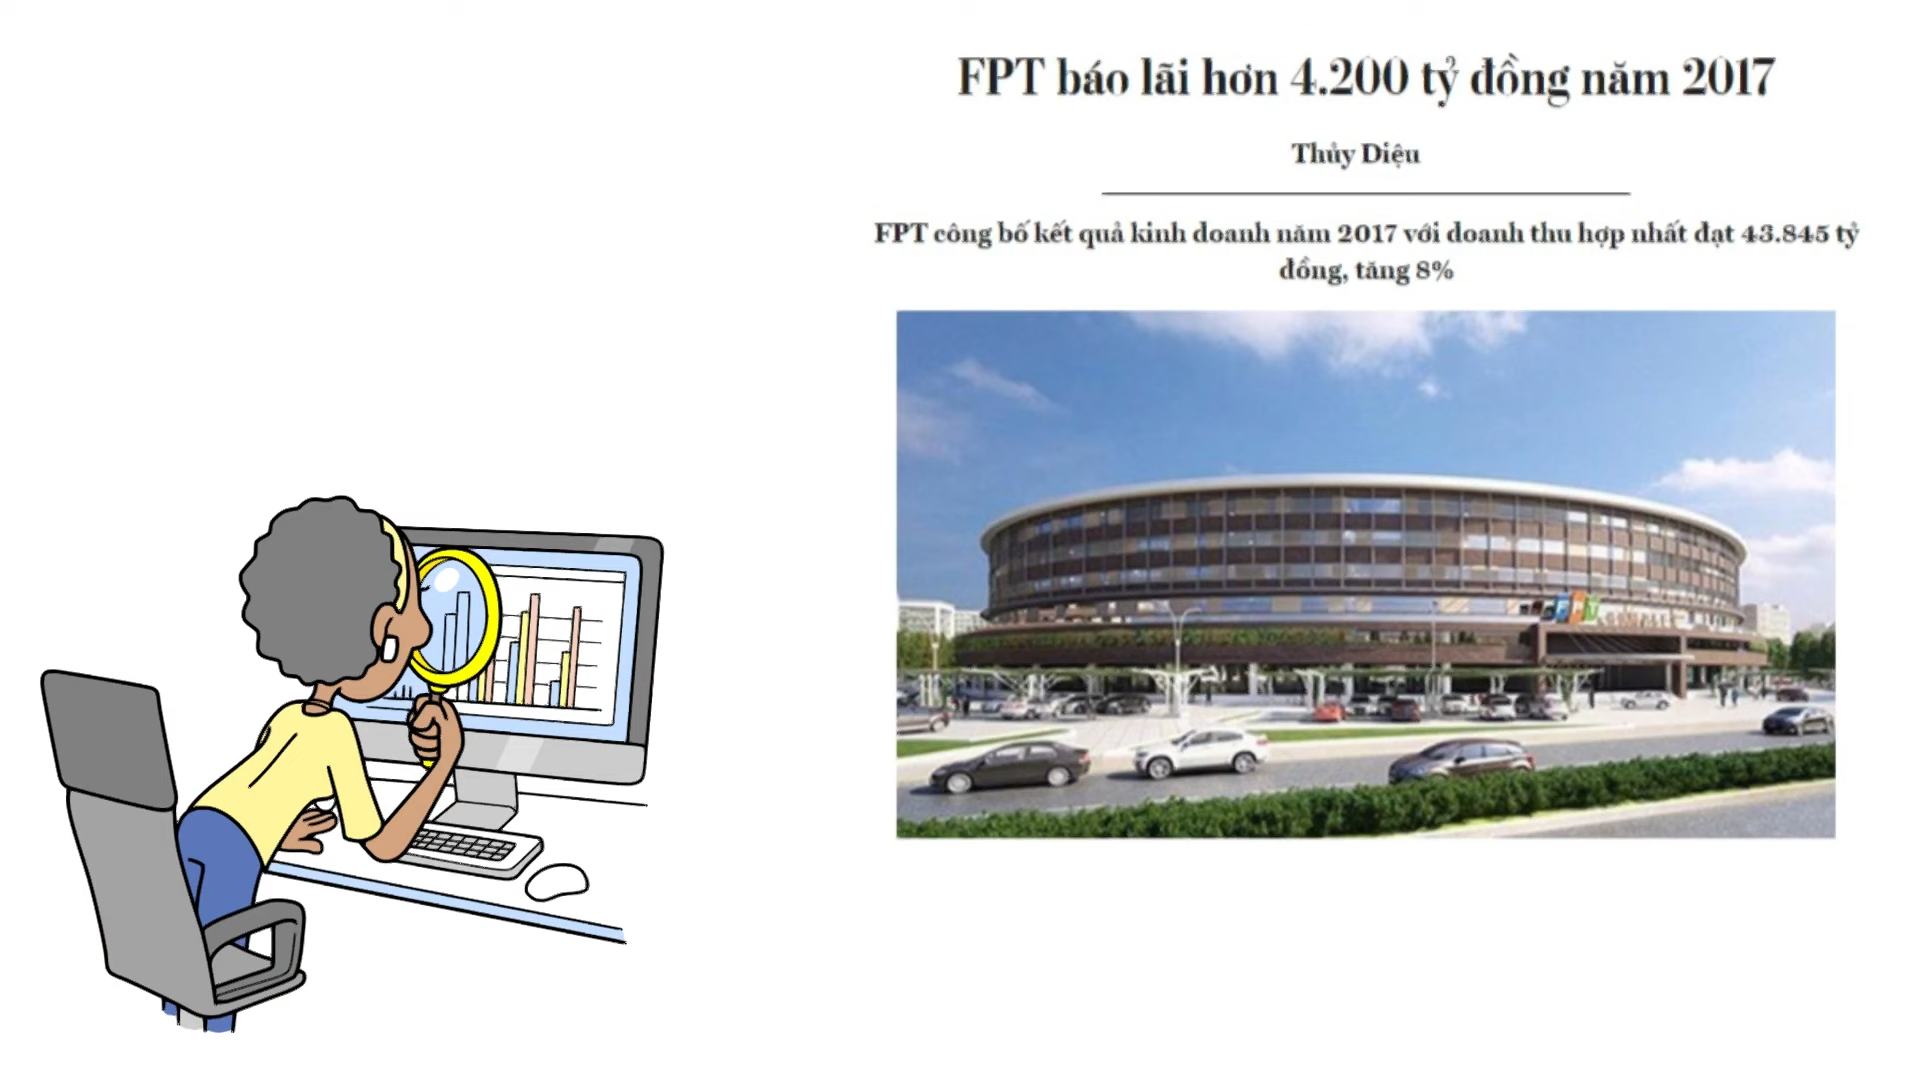 FPT báo lãi hơn 4.200 tỷ đồng năm 2017
Thủy Diệu
FPT công bố kết quả kinh doanh năm 2017 với doanh thu hợp nhất đạt 43.845 tỷ
đồng, tăng 8%
FPT